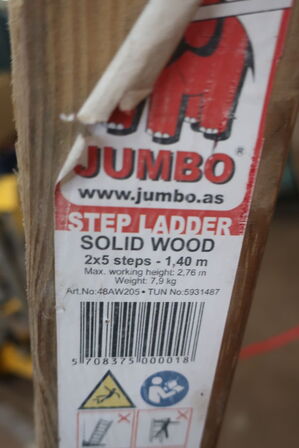 JUMBO®
www.jumbo.as
STEP LADDER
SOLID WOOD
2x5 steps - 1,40 m
Max. working height: 2,76 m
Weight: 7,9 kg
Art.No:48AW205 • TUN No:5931487
5 708375 000018